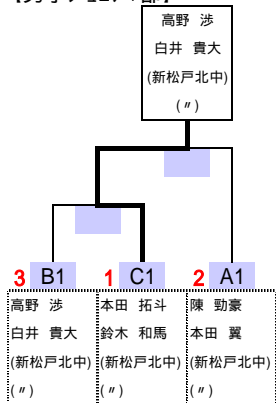 高野 渉
白井 貴大
(新松戸北中)
(〃)
3 B1 1 C1 2 A1
高野 渉 本田 拓斗 陳 勁豪
白井 貴大 鈴木 和馬 本田 翼
(新松戸北中) (新松戸北中) (新松戸北中)
(〃) (〃) (〃)